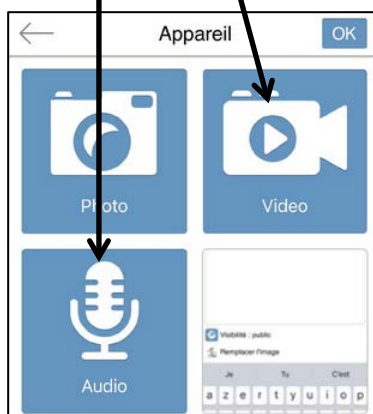 Appareil OK
Photo Video
Audio
Visibilité : public
Remplacer l'image
Je Tu C'est
a z e r t y u i o p